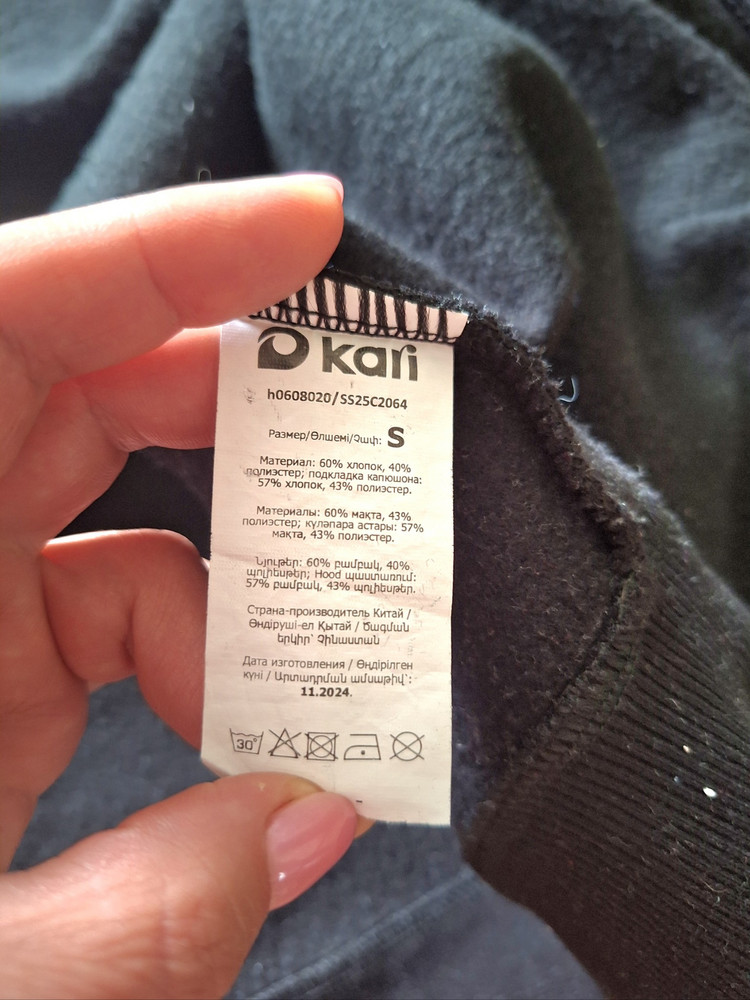 kari
h0608020/SS25C2064
Размер/Өлшемі/Չափ: S
Материал: 60% хлопок, 40%
полиэстер; подкладка капюшона:
57% хлопок, 43% полиэстер.
Материалы: 60% мақта, 43%
полиэстер; күләпара астары: 57%
мақта, 43% полиэстер.
Նյութեր: 60% բամբակ, 40%
պոլիեսթեր; Hood պաստառում:
57% բամբակ, 43% պոլիեսթեր.
Страна-производитель Китай /
Өндіруші-ел Қытай / Ծագման
երկիր՝ Չինաստան
Дата изготовления / Өндірілген
күні / Արտադրման ամսաթիվ՝:
11.2024.
30°